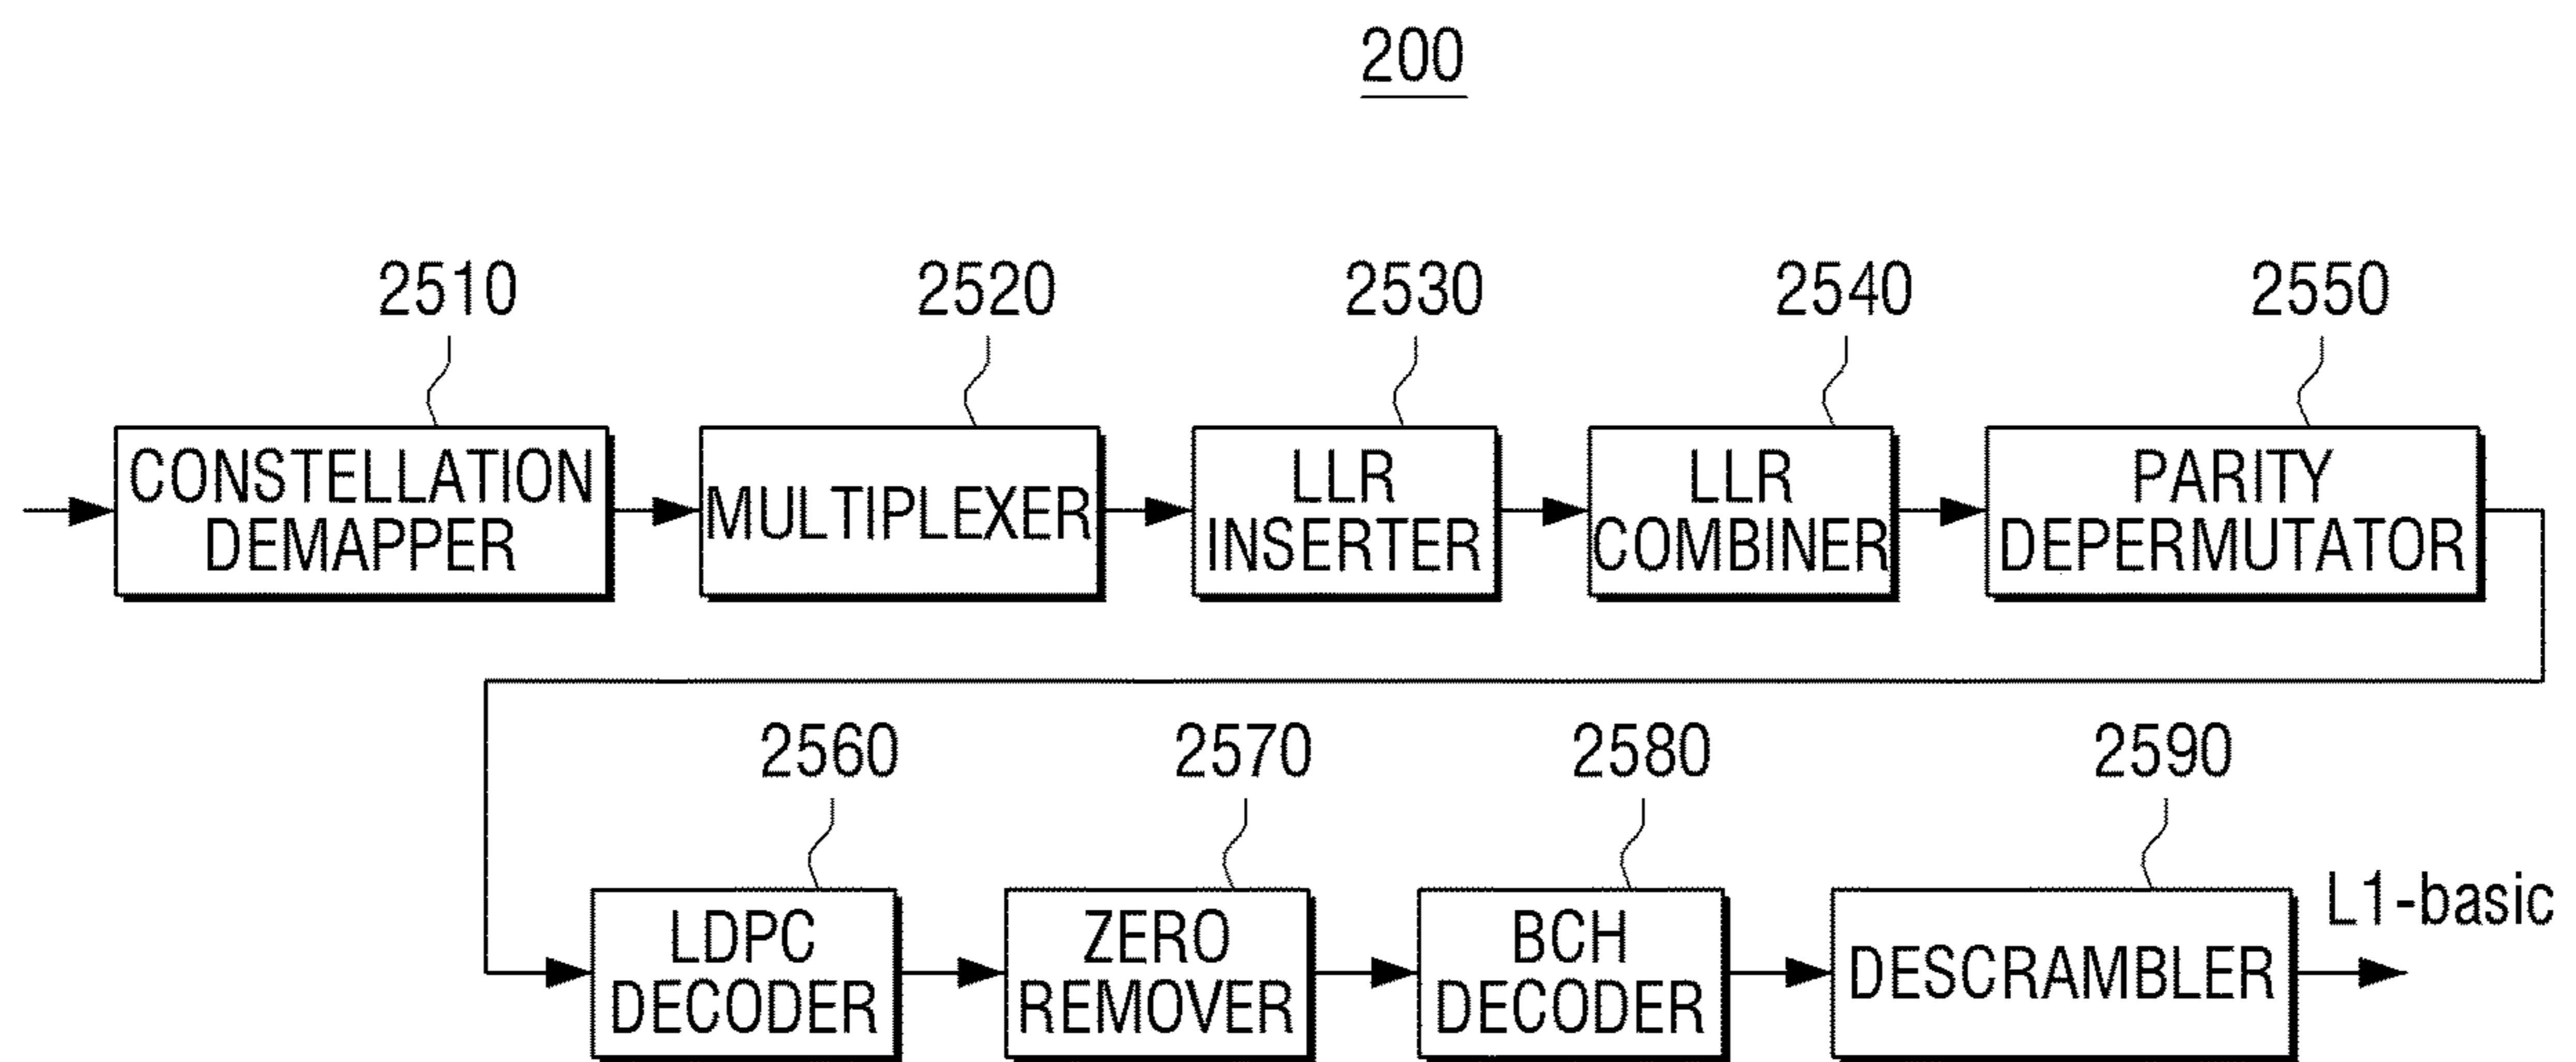 200
2510
2520
2530
2540
2550
CONSTELLATION
DEMAPPER
MULTIPLEXER
LLR
INSERTER
LLR
COMBINER
PARITY
DEPERMUTATOR
2560
2570
2580
2590
LDPC
DECODER
ZERO
REMOVER
BCH
DECODER
DESCRAMBLER
L1-basic